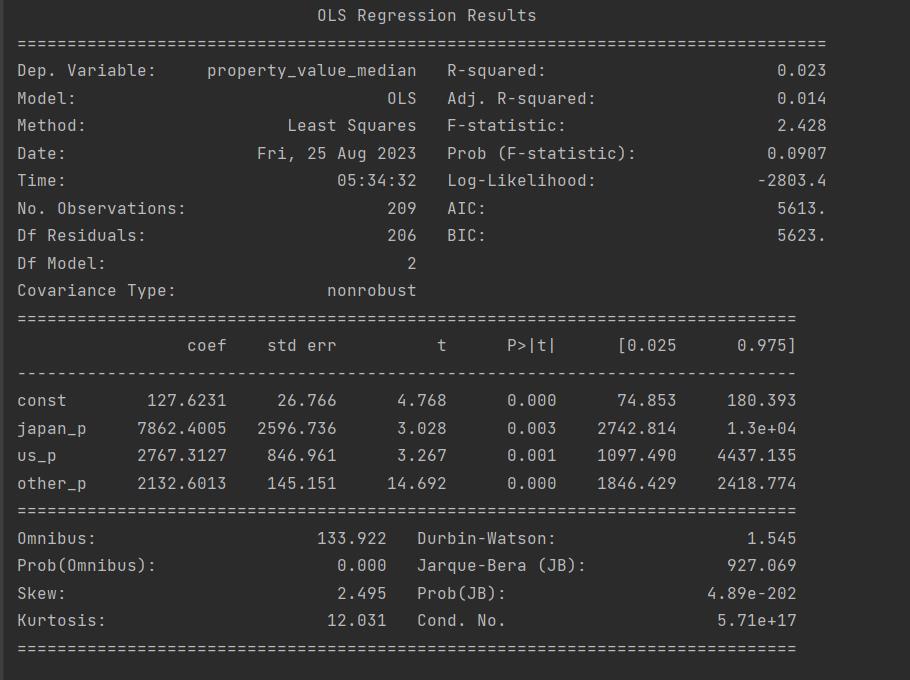 OLS Regression Results
==============================================================================
Dep. Variable: property_value_median R-squared: 0.023
Model: OLS Adj. R-squared: 0.014
Method: Least Squares F-statistic: 2.428
Date: Fri, 25 Aug 2023 Prob (F-statistic): 0.0907
Time: 05:34:32 Log-Likelihood: -2803.4
No. Observations: 209 AIC: 5613.
Df Residuals: 206 BIC: 5623.
Df Model: 2
Covariance Type: nonrobust
==============================================================================
coef std err t P>|t| [0.025 0.975]
------------------------------------------------------------------------------
const 127.6231 26.766 4.768 0.000 74.853 180.393
japan_p 7862.4005 2596.736 3.028 0.003 2742.814 1.3e+04
us_p 2767.3127 846.961 3.267 0.001 1097.490 4437.135
other_p 2132.6013 145.151 14.692 0.000 1846.429 2418.774
==============================================================================
Omnibus: 133.922 Durbin-Watson: 1.545
Prob(Omnibus): 0.000 Jarque-Bera (JB): 927.069
Skew: 2.495 Prob(JB): 4.89e-202
Kurtosis: 12.031 Cond. No. 5.71e+17
==============================================================================